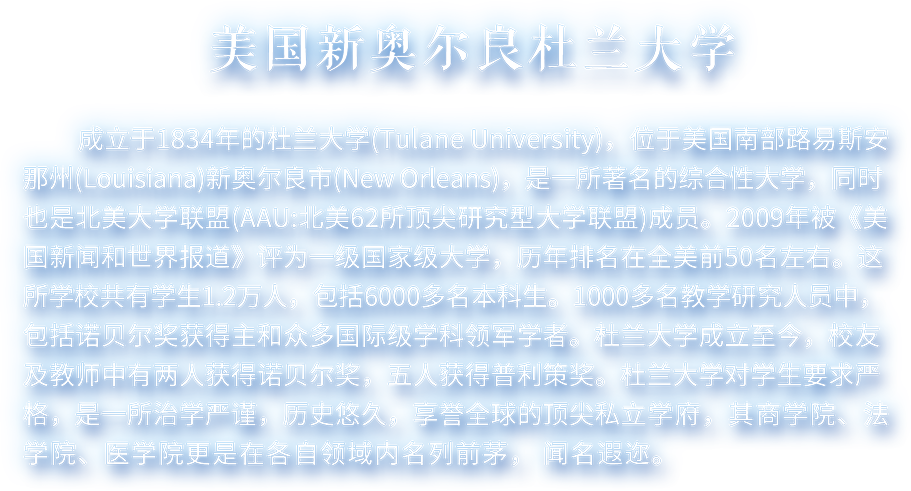 美国新奥尔良杜兰大学
成立于1834年的杜兰大学(Tulane University)，位于美国南部路易斯安
那州(Louisiana)新奥尔良市(New Orleans)，是一所著名的综合性大学，同时
也是北美大学联盟(AAU:北美62所顶尖研究型大学联盟)成员。2009年被《美
国新闻和世界报道》评为一级国家级大学，历年排名在全美前50名左右。这
所学校共有学生1.2万人，包括6000多名本科生。1000多名教学研究人员中，
包括诺贝尔奖获得主和众多国际级学科领军学者。杜兰大学成立至今，校友
及教师中有两人获得诺贝尔奖，五人获得普利策奖。杜兰大学对学生要求严
格，是一所治学严谨，历史悠久，享誉全球的顶尖私立学府，其商学院、法
学院、医学院更是在各自领域内名列前茅， 闻名遐迩。